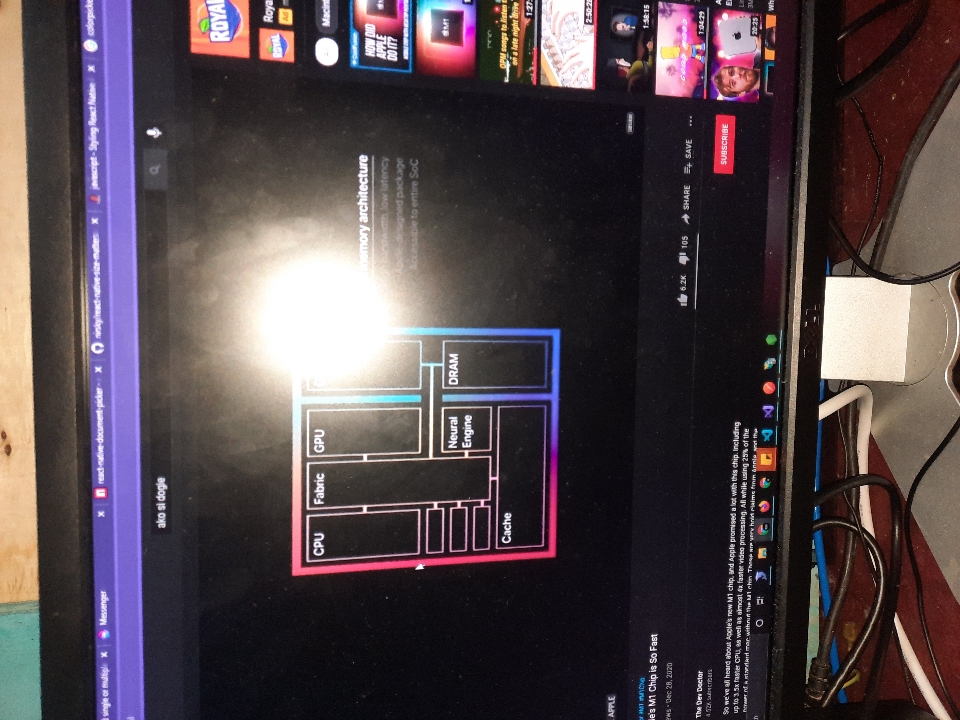 single or multiple
Messenger
react-native-document-picker -
nirsky/react-native-size-matters
javascript - Styling React Native
colorpicke
ako si dogie
ROYAL
ROYAL
Roya
Ad
CPU
Fabric
GPU
memory architecture
bandwidth, low latency
Apple-designed package
Accessible to entire SoC
Neural
Engine
DRAM
Cache
All
Macint
ColdFusion
HOW DID
APPLE
DO IT?
M1
OPM songs to listen t
on a late night drive
1:27:
2:50:28
1:58:15
1:04:29
20:25
APPLE
#M1 #M1Chip
le's M1 Chip is So Fast
ews • Dec 28, 2020
6.2K
105
SHARE
SAVE
The Dev Doctor
4.52K subscribers
SUBSCRIBE
So we've all heard about Apple's new M1 chip, and Apple promised a lot with this chip. Including
up to 3.5x faster CPU, as well as almost 4x faster video processing. All while using 25% of the
power of a standard mac without the M1 chip. These are very bold claims from Apple, and the
Wh
DELL